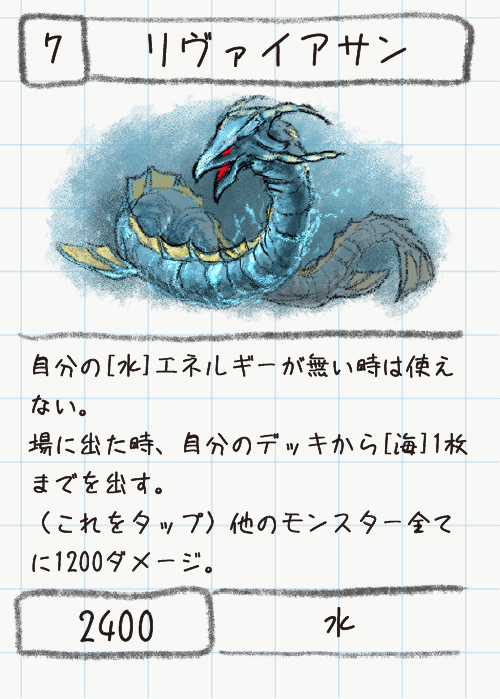 7
リヴァイアサン
自分の[水]エネルギーが無い時は使え
ない。
場に出た時、自分のデッキから[海]1枚
までを出す。
（これをタップ）他のモンスター全て
に1200ダメージ。
2400
水